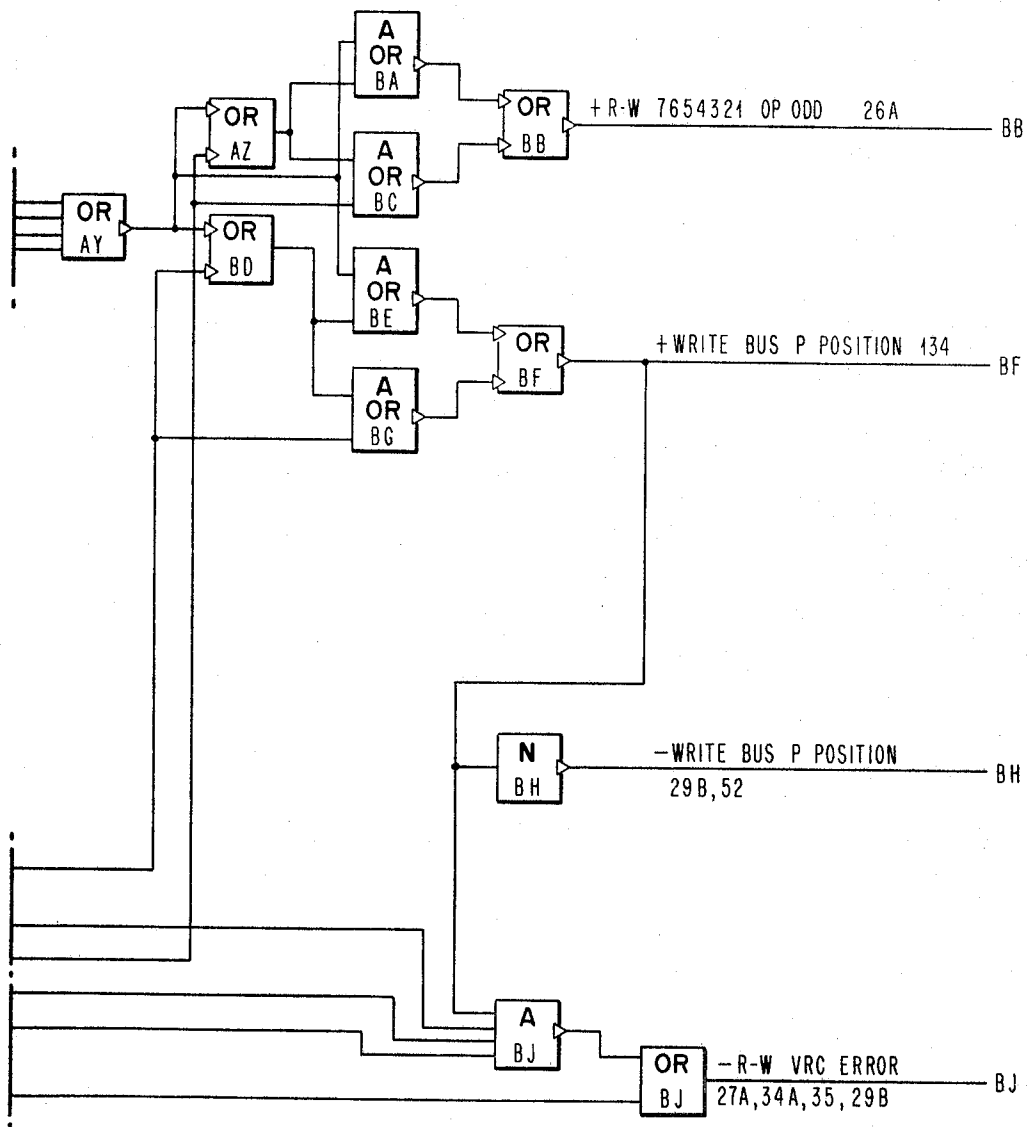 A
OR
BA
OR
AZ
OR
BB
+R-W 7654321 OP ODD 26A
BB
A
OR
BC
OR
AY
OR
BD
A
OR
BE
OR
BF
+WRITE BUS P POSITION 134
BF
A
OR
BG
N
BH
-WRITE BUS P POSITION
29B,52
BH
A
BJ
OR
BJ
-R-W VRC ERROR
27A,34A,35,29B
BJ